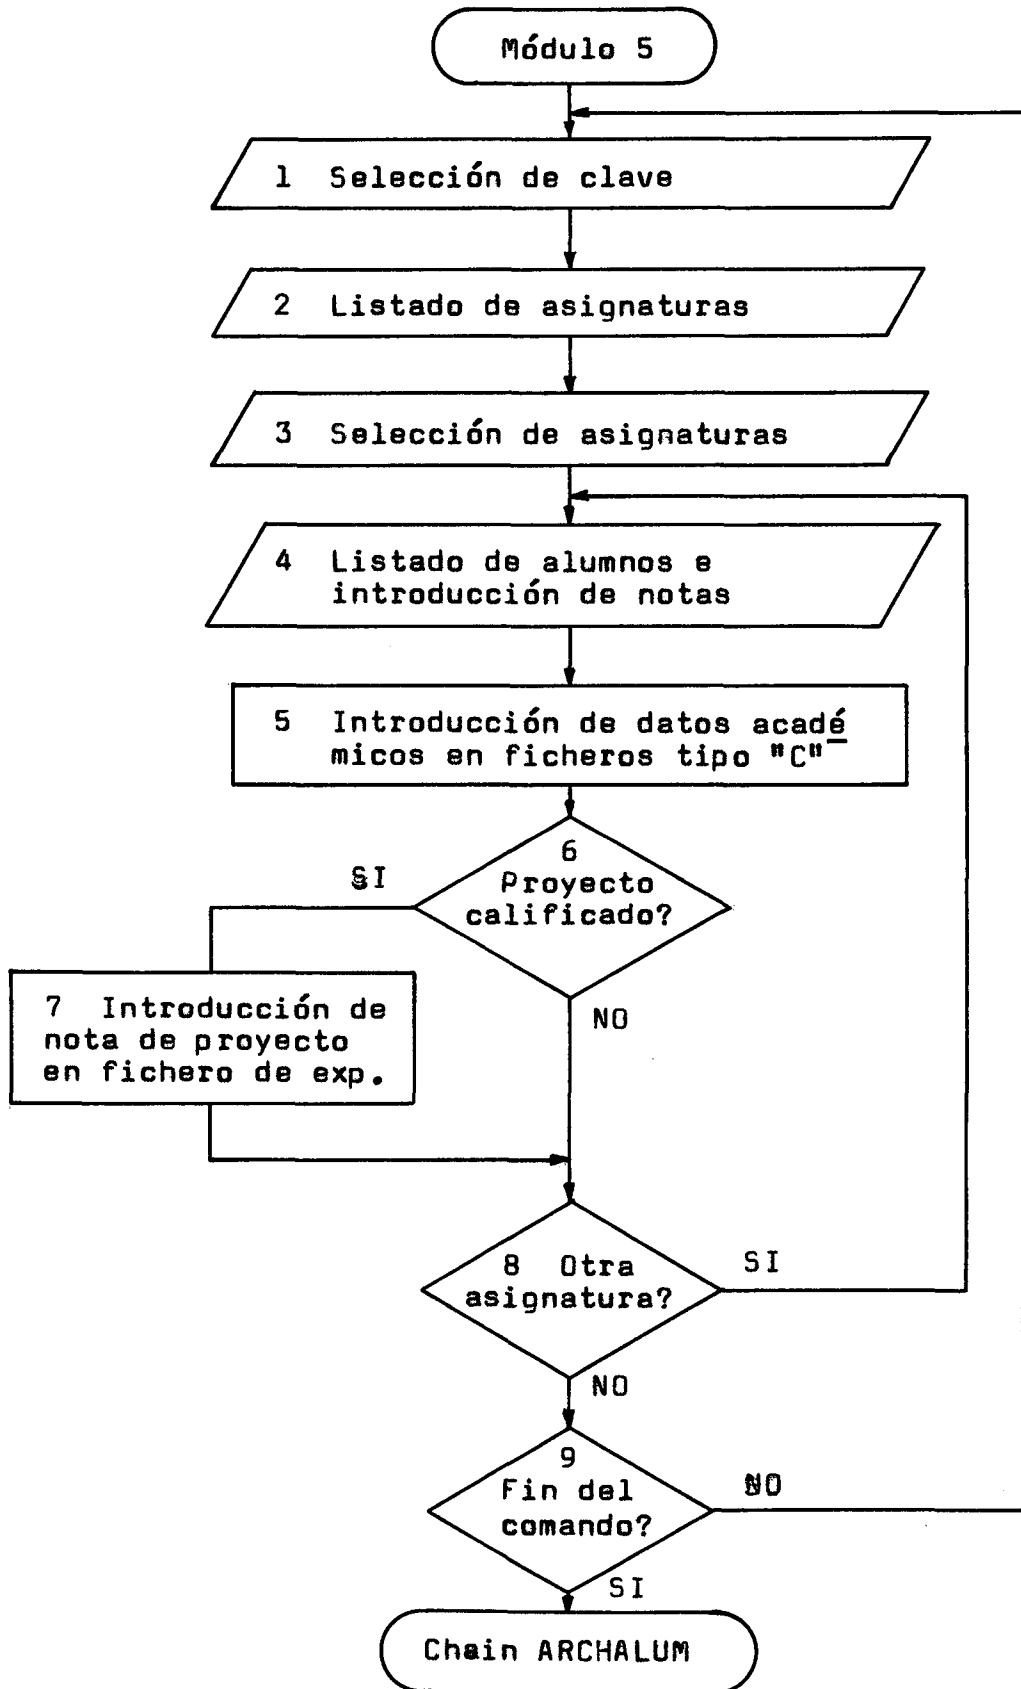 Módulo 5
1 Selección de clave
2 Listado de asignaturas
3 Selección de asignaturas
4 Listado de alumnos e
introducción de notas
5 Introducción de datos acadé
micos en ficheros tipo "C"
6
Proyecto
calificado?
SI
NO
7 Introducción de
nota de proyecto
en fichero de exp.
8 Otra
asignatura?
SI
NO
9
Fin del
comando?
NO
SI
Chain ARCHALUM